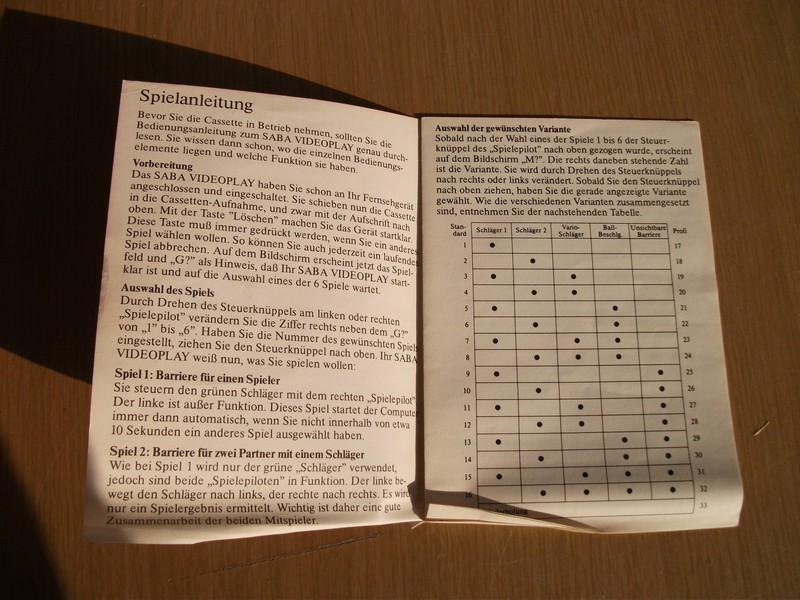 Spielanleitung
Bevor Sie die Cassette in Betrieb nehmen, sollten Sie die
Bedienungsanleitung zum SABA VIDEOPLAY genau durch-
lesen. Sie wissen dann schon, wo die einzelnen Bedienungs-
elemente liegen und welche Funktion sie haben.
Vorbereitung
Das SABA VIDEOPLAY haben Sie schon an Ihr Fernsehgerät
angeschlossen und eingeschaltet. Sie schieben nun die Cassette
in die Cassetten-Aufnahme, und zwar mit der Aufschrift nach
oben. Mit der Taste "Löschen" machen Sie das Gerät startklar.
Diese Taste muß immer gedrückt werden, wenn Sie ein anderes
Spiel wählen wollen. So können Sie auch jederzeit ein laufendes
Spiel abbrechen. Auf dem Bildschirm erscheint jetzt das Spiel-
feld und „G?" als Hinweis, daß Ihr SABA VIDEOPLAY start-
klar ist und auf die Auswahl eines der 6 Spiele wartet.
Auswahl des Spiels
Durch Drehen des Steuerknüppels am linken oder rechten
„Spielepilot" verändern Sie die Ziffer rechts neben dem „G?"
von „1" bis „6". Haben Sie die Nummer des gewünschten Spiels
eingestellt, ziehen Sie den Steuerknüppel nach oben. Ihr SABA
VIDEOPLAY weiß nun, was Sie spielen wollen:
Spiel 1: Barriere für einen Spieler
Sie steuern den grünen Schläger mit dem rechten „Spielepilot"
Der linke ist außer Funktion. Dieses Spiel startet der Compute
immer dann automatisch, wenn Sie nicht innerhalb von etwa
10 Sekunden ein anderes Spiel ausgewählt haben.
Spiel 2: Barriere für zwei Partner mit einem Schläger
Wie bei Spiel 1 wird nur der grüne „Schläger" verwendet,
jedoch sind beide „Spielepiloten" in Funktion. Der linke be-
wegt den Schläger nach links, der rechte nach rechts. Es wird
nur ein Spielergebnis ermittelt. Wichtig ist daher eine gute
Zusammenarbeit der beiden Mitspieler.
Auswahl der gewünschten Variante
Sobald nach der Wahl eines der Spiele 1 bis 6 der Steuer-
knüppel des „Spielepilot" nach oben gezogen wurde, erscheint
auf dem Bildschirm „M?". Die rechts daneben stehende Zahl
ist die Variante. Sie wird durch Drehen des Steuerknüppels
nach rechts oder links verändert. Sobald Sie den Steuerknüppel
nach oben ziehen, haben Sie die gerade angezeigte Variante
gewählt. Wie die verschiedenen Varianten zusammengesetzt
sind, entnehmen Sie der nachstehenden Tabelle.
Stan-dard Schläger 1 Schläger 2 Vario-Schläger Ball-Beschlg. Unsichtbare Barriere Profi
1 ● 17
2 ● 18
3 ● ● 19
4 ● ● 20
5 ● ● 21
6 ● ● 22
7 ● ● ● 23
8 ● ● ● 24
9 ● ● 25
10 ● ● 26
11 ● ● ● 27
12 ● ● ● 28
13 ● ● ● 29
14 ● ● ● 30
15 ● ● ● ● 31
16 ● ● ● ● 32
33